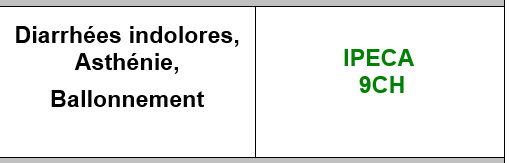 Diarrhées indolores,
Asthénie,
Ballonnement
IPECA
9CH